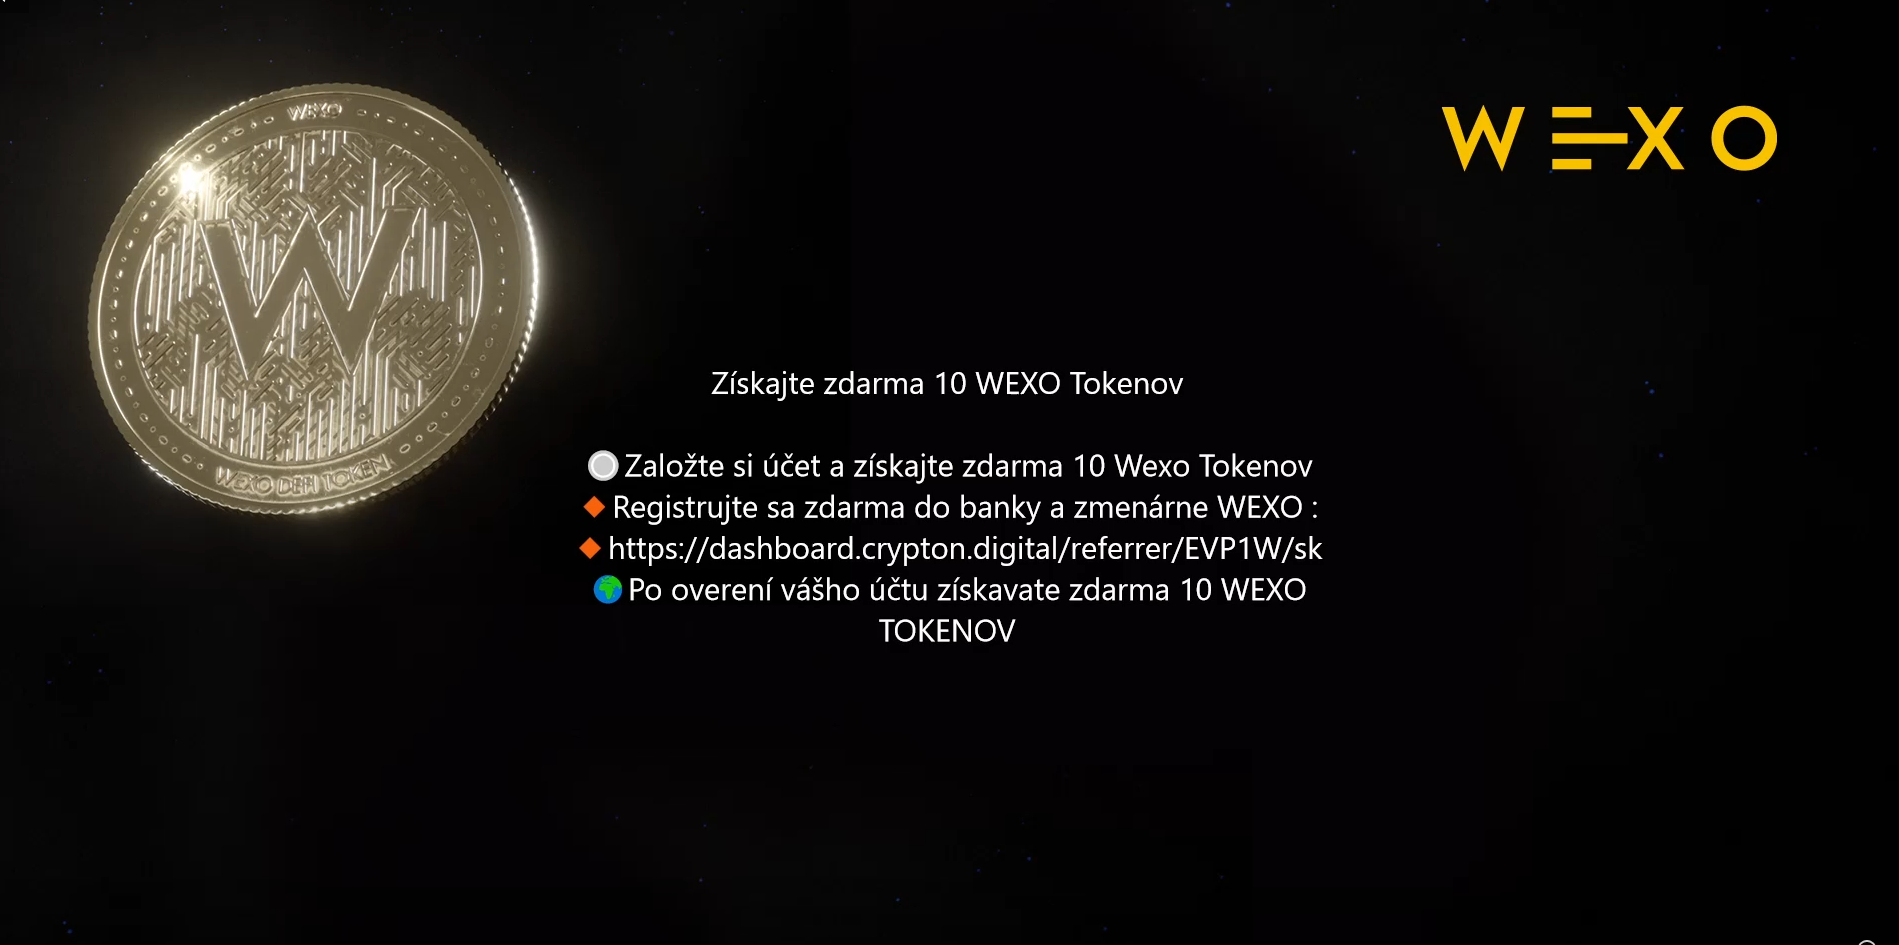 WEXO
WEXO
W
WEXO DEFI TOKEN
Získajte zdarma 10 WEXO Tokenov
Založte si účet a získajte zdarma 10 Wexo Tokenov
Registrujte sa zdarma do banky a zmenárne WEXO :
https://dashboard.crypton.digital/referrer/EVP1W/sk
Po overení vášho účtu získavate zdarma 10 WEXO
TOKENOV